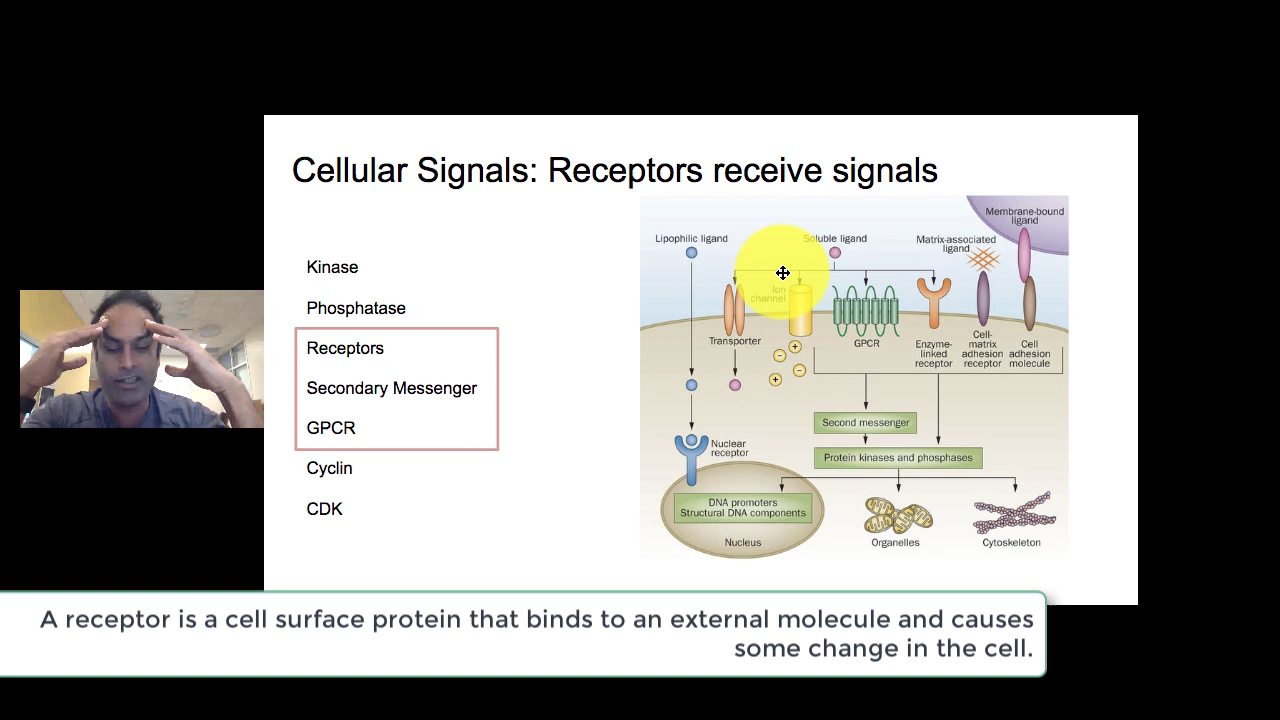 Cellular Signals: Receptors receive signals
Kinase
Phosphatase
Receptors
Secondary Messenger
GPCR
Cyclin
CDK
Membrane-bound
ligand
Lipophilic ligand
Soluble ligand
Matrix-associated
ligand
Ion
channel
Transporter
GPCR
Enzyme-
linked
receptor
Cell-
matrix
adhesion
receptor
Cell
adhesion
molecule
+
−
−
+
Second messenger
Nuclear
receptor
Protein kinases and phosphases
DNA promoters
Structural DNA components
Nucleus
Organelles
Cytoskeleton
A receptor is a cell surface protein that binds to an external molecule and causes
some change in the cell.